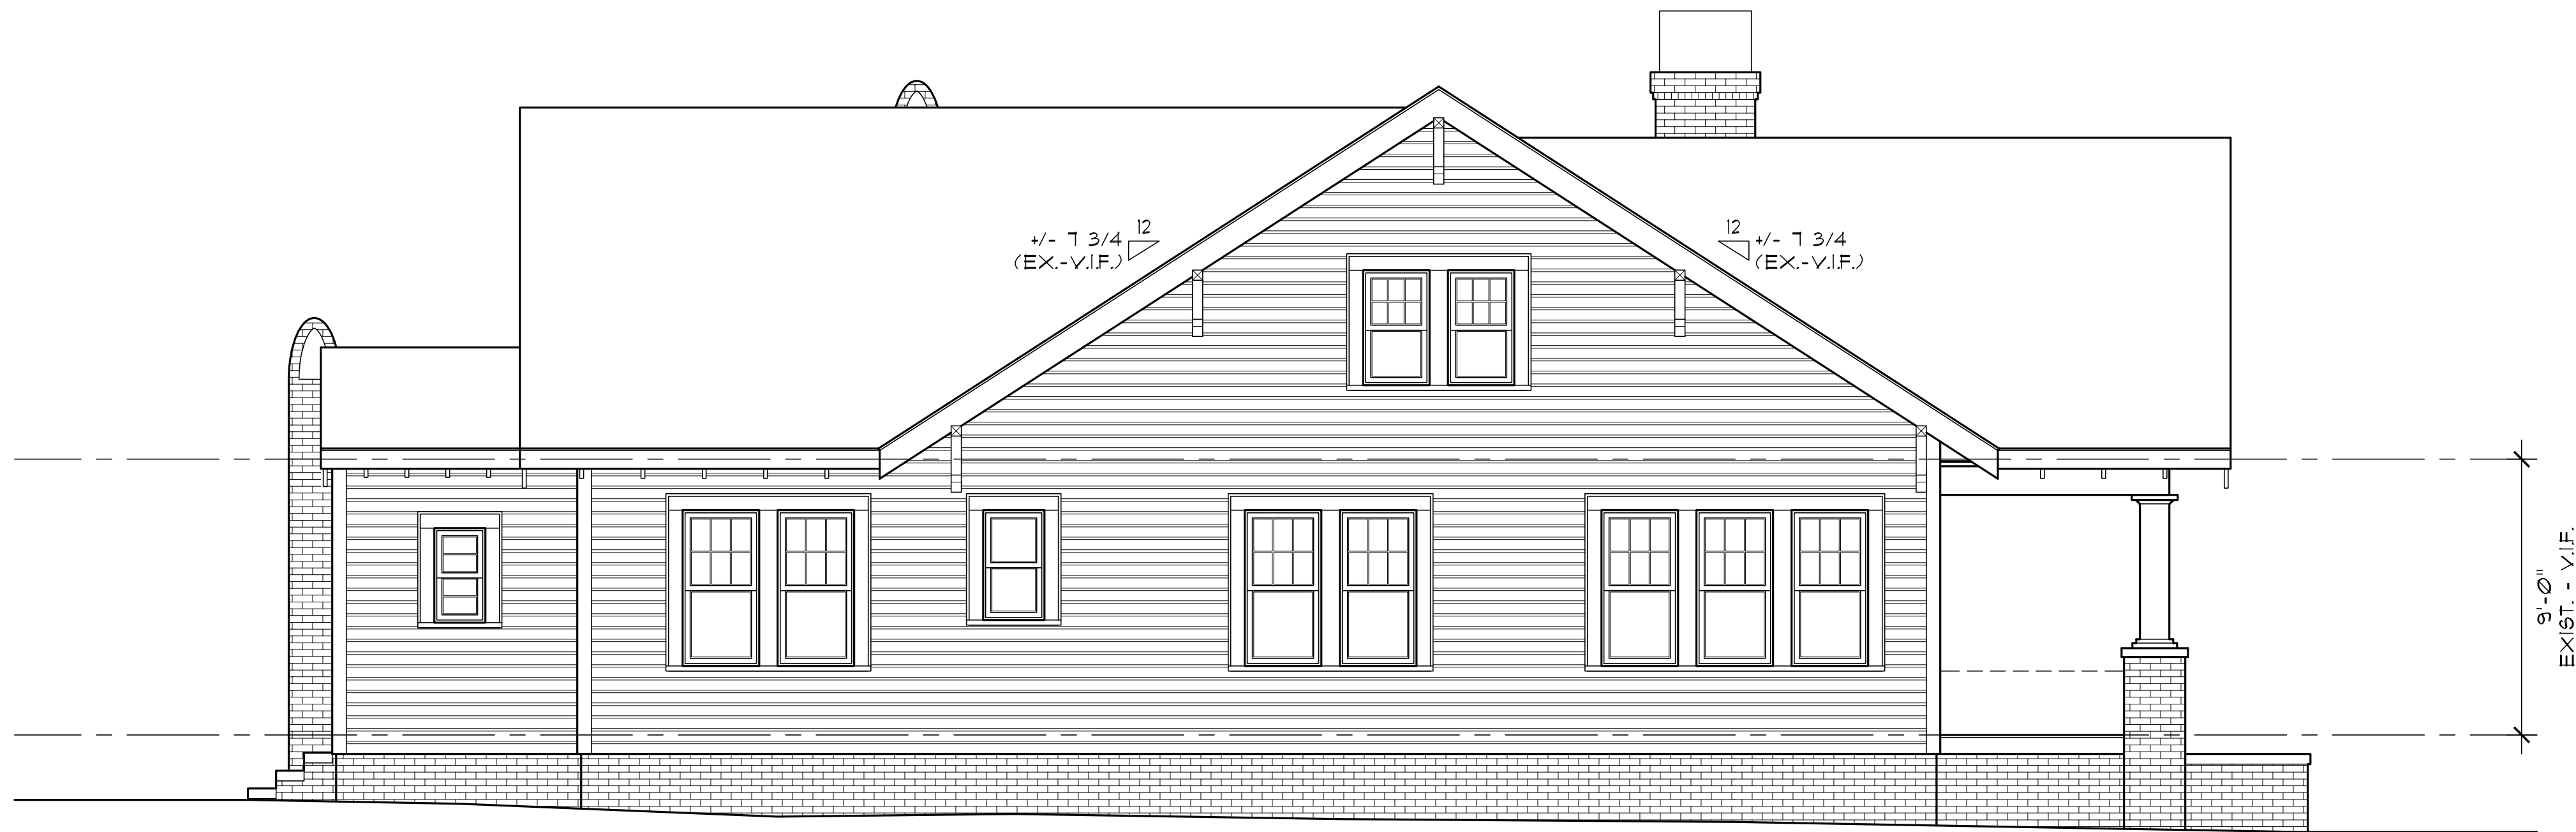 12
+/- 7 3/4
(EX.-V.I.F.)
12
+/- 7 3/4
(EX.-V.I.F.)
9'-0"
EXIST. - V.I.F.